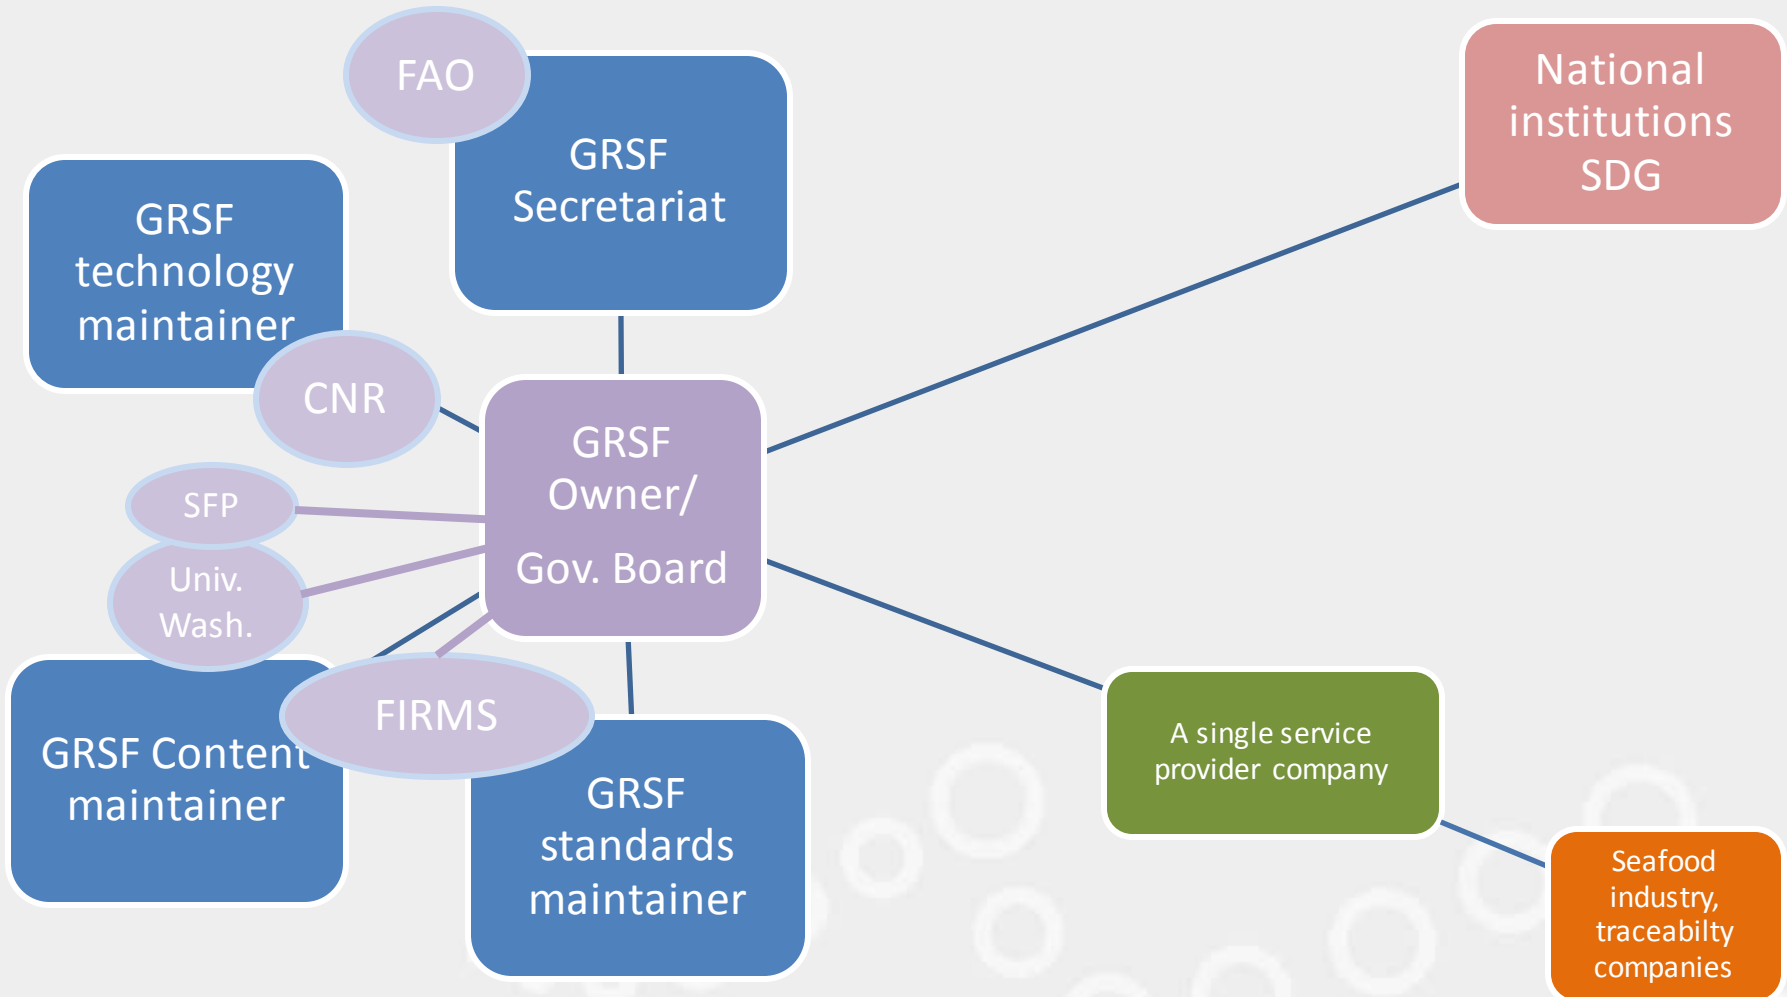 FAO
GRSF
Secretariat
National
institutions
SDG
GRSF
technology
maintainer
CNR
GRSF
Owner/
Gov. Board
SFP
Univ.
Wash.
FIRMS
GRSF Content
maintainer
GRSF
standards
maintainer
A single service
provider company
Seafood
industry,
traceabilty
companies